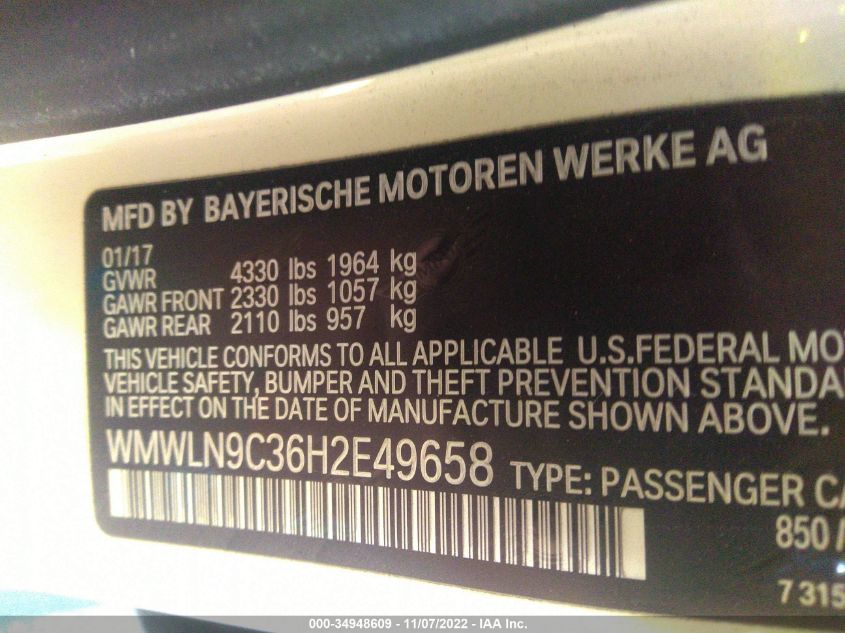 MFD BY BAYERISCHE MOTOREN WERKE AG
01/17
GVWR 4330 lbs 1964 kg
GAWR FRONT 2330 lbs 1057 kg
GAWR REAR 2110 lbs 957 kg
THIS VEHICLE CONFORMS TO ALL APPLICABLE U.S.FEDERAL MO
VEHICLE SAFETY, BUMPER AND THEFT PREVENTION STANDA
IN EFFECT ON THE DATE OF MANUFACTURE SHOWN ABOVE.
WMWLN9C36H2E49658 TYPE: PASSENGER CA
850/
7 315
000-34948609 - 11/07/2022 - IAA Inc.